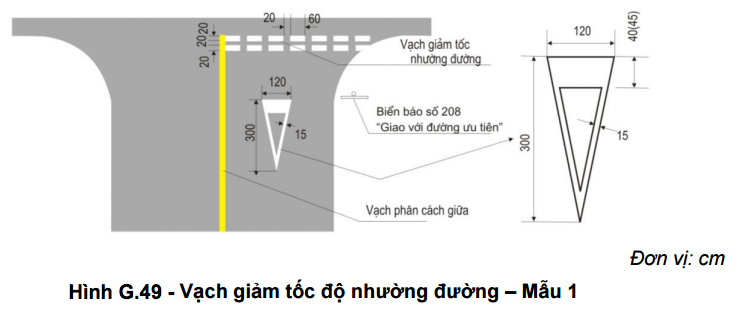 20 60
20
20
20
Vạch giảm tốc
nhường đường
120
300
15
Biển báo số 208
“Giao với đường ưu tiên”
Vạch phân cách giữa
120
40(45)
300
15
Đơn vị: cm
Hình G.49 - Vạch giảm tốc độ nhường đường – Mẫu 1